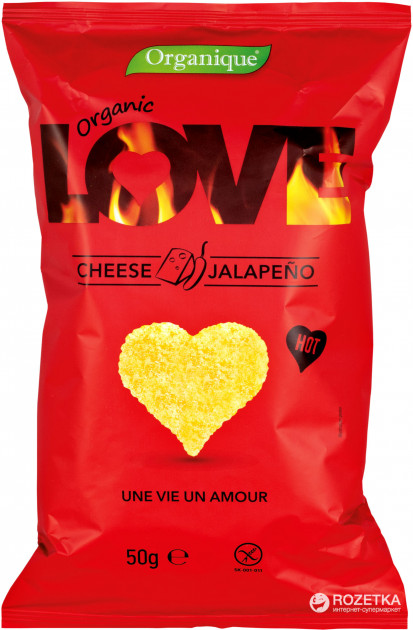 Organique®
Organic
LOVE
CHEESE JALAPEÑO
HOT
UNE VIE UN AMOUR
50g ℮
ROZETKA
интернет-супермаркет